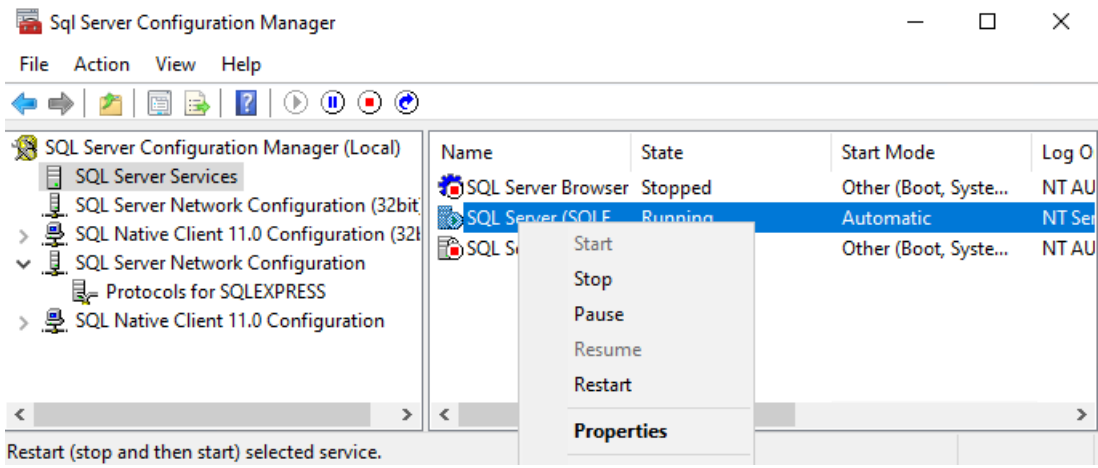 Sql Server Configuration Manager
File Action View Help
SQL Server Configuration Manager (Local)
SQL Server Services
SQL Server Network Configuration (32bit
SQL Native Client 11.0 Configuration (32b
SQL Server Network Configuration
Protocols for SQLEXPRESS
SQL Native Client 11.0 Configuration
Name State Start Mode Log O
SQL Server Browser Stopped Other (Boot, Syste... NT AU
SQL Server (SQLE Running Automatic NT Ser
SQL Se Other (Boot, Syste... NT AU
Start
Stop
Pause
Resume
Restart
Properties
Restart (stop and then start) selected service.